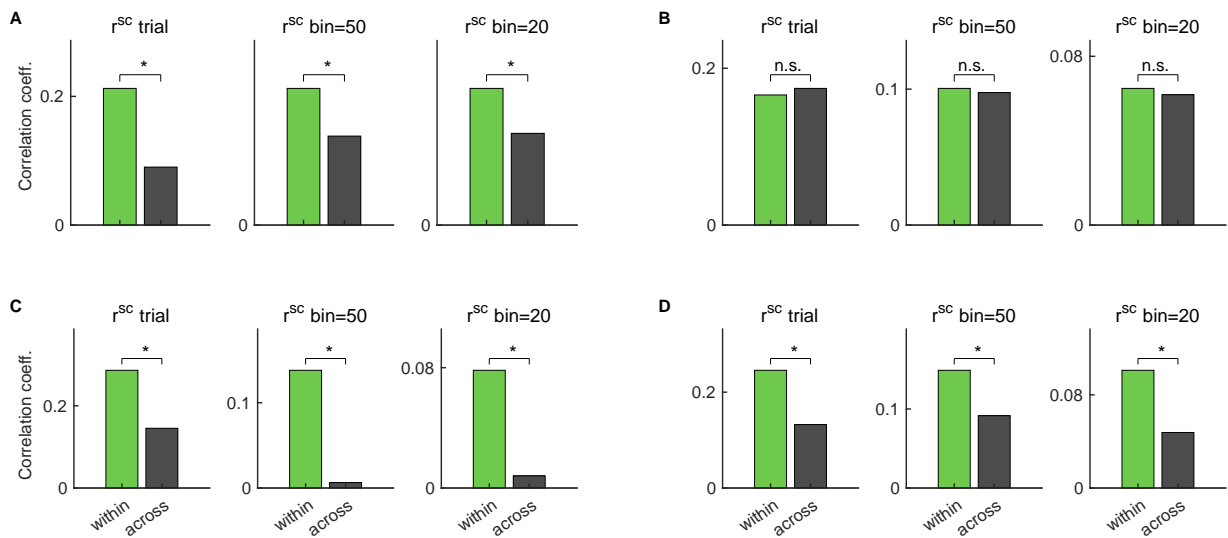 A
B
r^sc trial
r^sc bin=50
r^sc bin=20
r^sc trial
r^sc bin=50
r^sc bin=20
Correlation coeff.
0.2
0
*
0
*
0
*
0.2
0
n.s.
0.1
0
n.s.
0.08
0
n.s.
C
D
r^sc trial
r^sc bin=50
r^sc bin=20
r^sc trial
r^sc bin=50
r^sc bin=20
Correlation coeff.
0.2
0
*
0.1
0
*
0.08
0
*
0.2
0
*
0.1
0
*
0.08
0
*
within
across
within
across
within
across
within
across
within
across
within
across